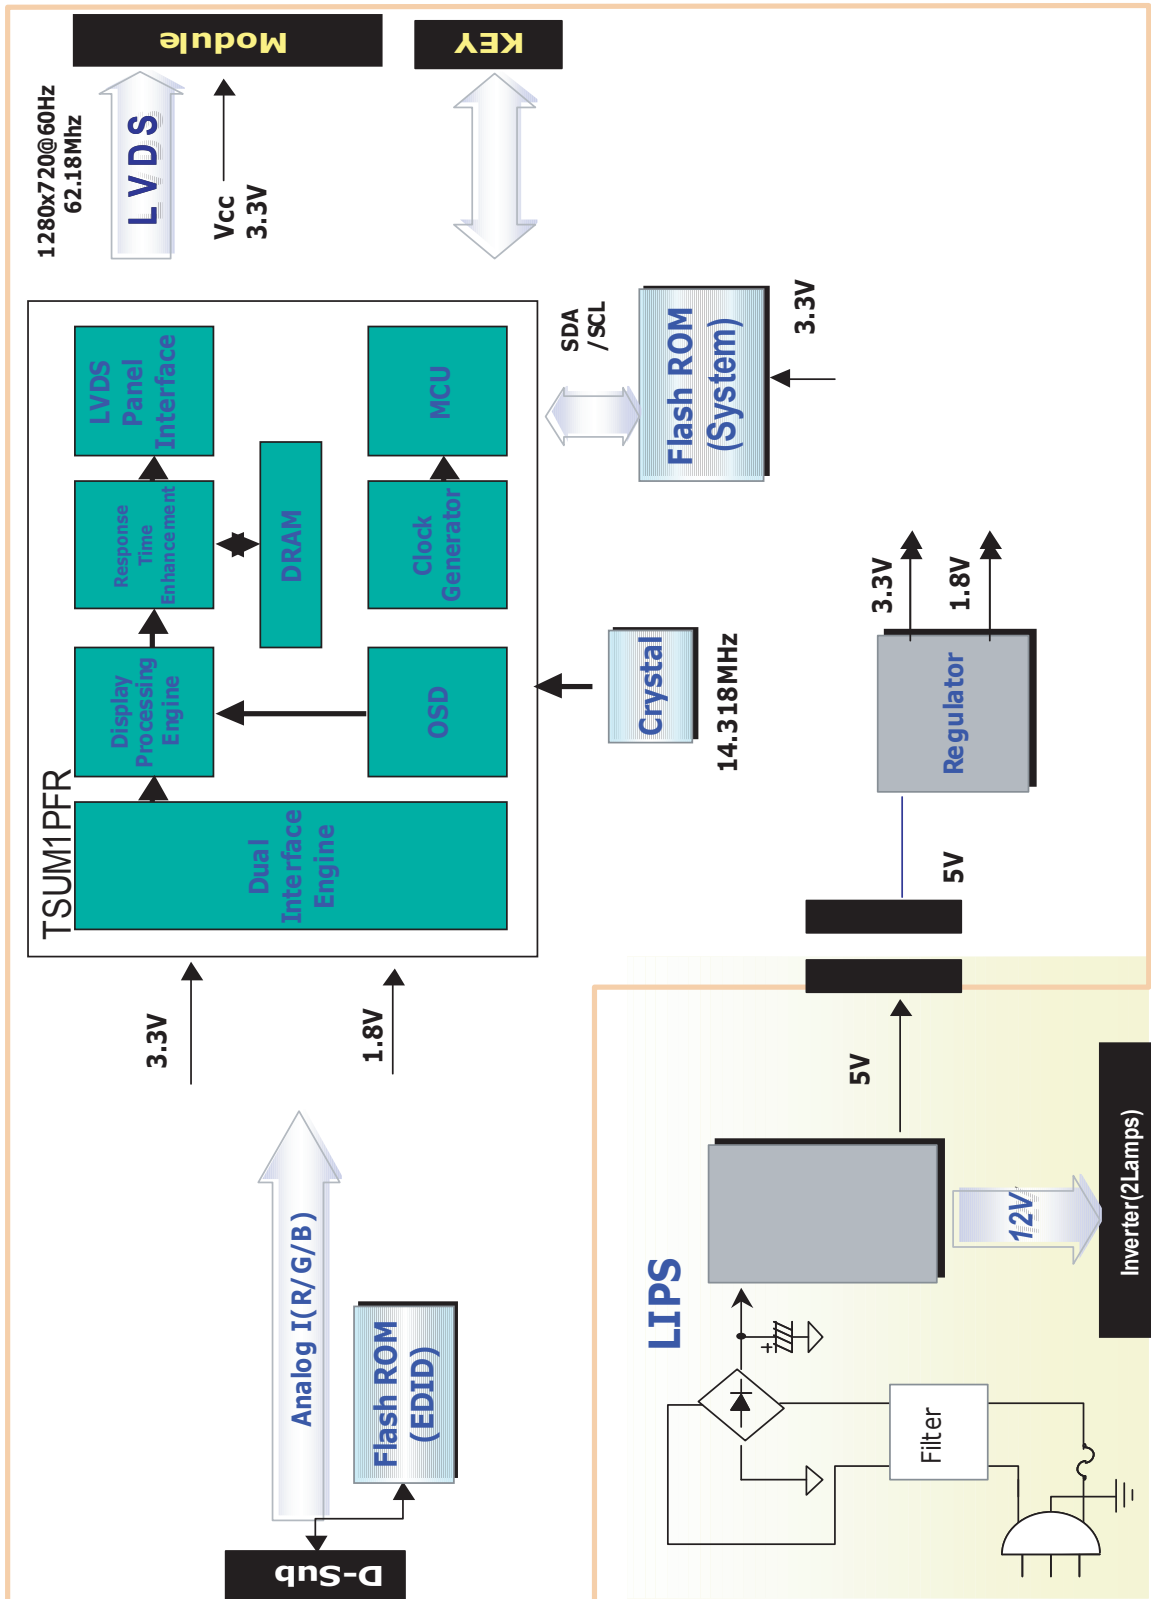 Module
KEY
1280x720@60Hz
62.18Mhz
LVDS
Vcc
3.3V
TSUM1PFR
LVDS
Panel
Interface
Response
Time
Enhancement
Display
Processing
Engine
Dual
Interface
Engine
DRAM
MCU
Clock
Generator
OSD
SDA
/SCL
Flash ROM
(System)
3.3V
Crystal
14.318MHz
3.3V
1.8V
Analog I(R/G/B)
Flash ROM
(EDID)
D-Sub
3.3V
1.8V
Regulator
5V
5V
LIPS
12V
Inverter(2Lamps)
+
Filter